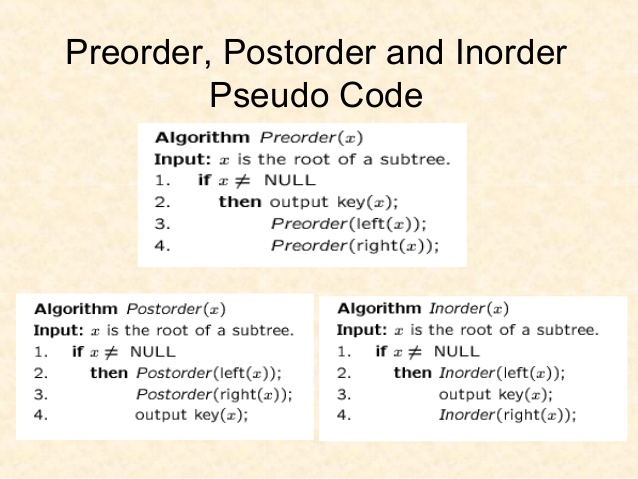 Preorder, Postorder and Inorder
Pseudo Code
Algorithm Preorder(x)
Input: x is the root of a subtree.
1. if x ≠ NULL
2. then output key(x);
3. Preorder(left(x));
4. Preorder(right(x));
Algorithm Postorder(x)
Input: x is the root of a subtree.
1. if x ≠ NULL
2. then Postorder(left(x));
3. Postorder(right(x));
4. output key(x);
Algorithm Inorder(x)
Input: x is the root of a subtree.
1. if x ≠ NULL
2. then Inorder(left(x));
3. output key(x);
4. Inorder(right(x));